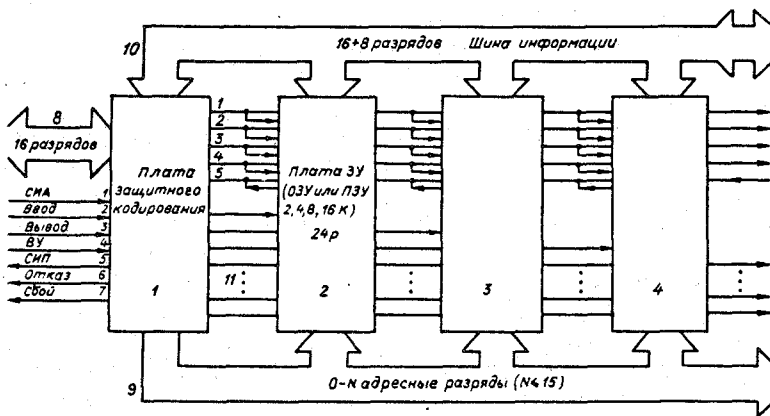 10
16+8 разрядов Шина информации
8
16 разрядов
СИА 1
Ввод 2
Вывод 3
ВУ 4
СИП 5
Отказ 6
Сбой 7
Плата
защитного
кодирования
1
1
2
3
4
5
11
Плата ЗУ
(ОЗУ или ПЗУ
2,4,8,16 К)
24р
2
3
4
9
0-N адресные разряды (N≤15)